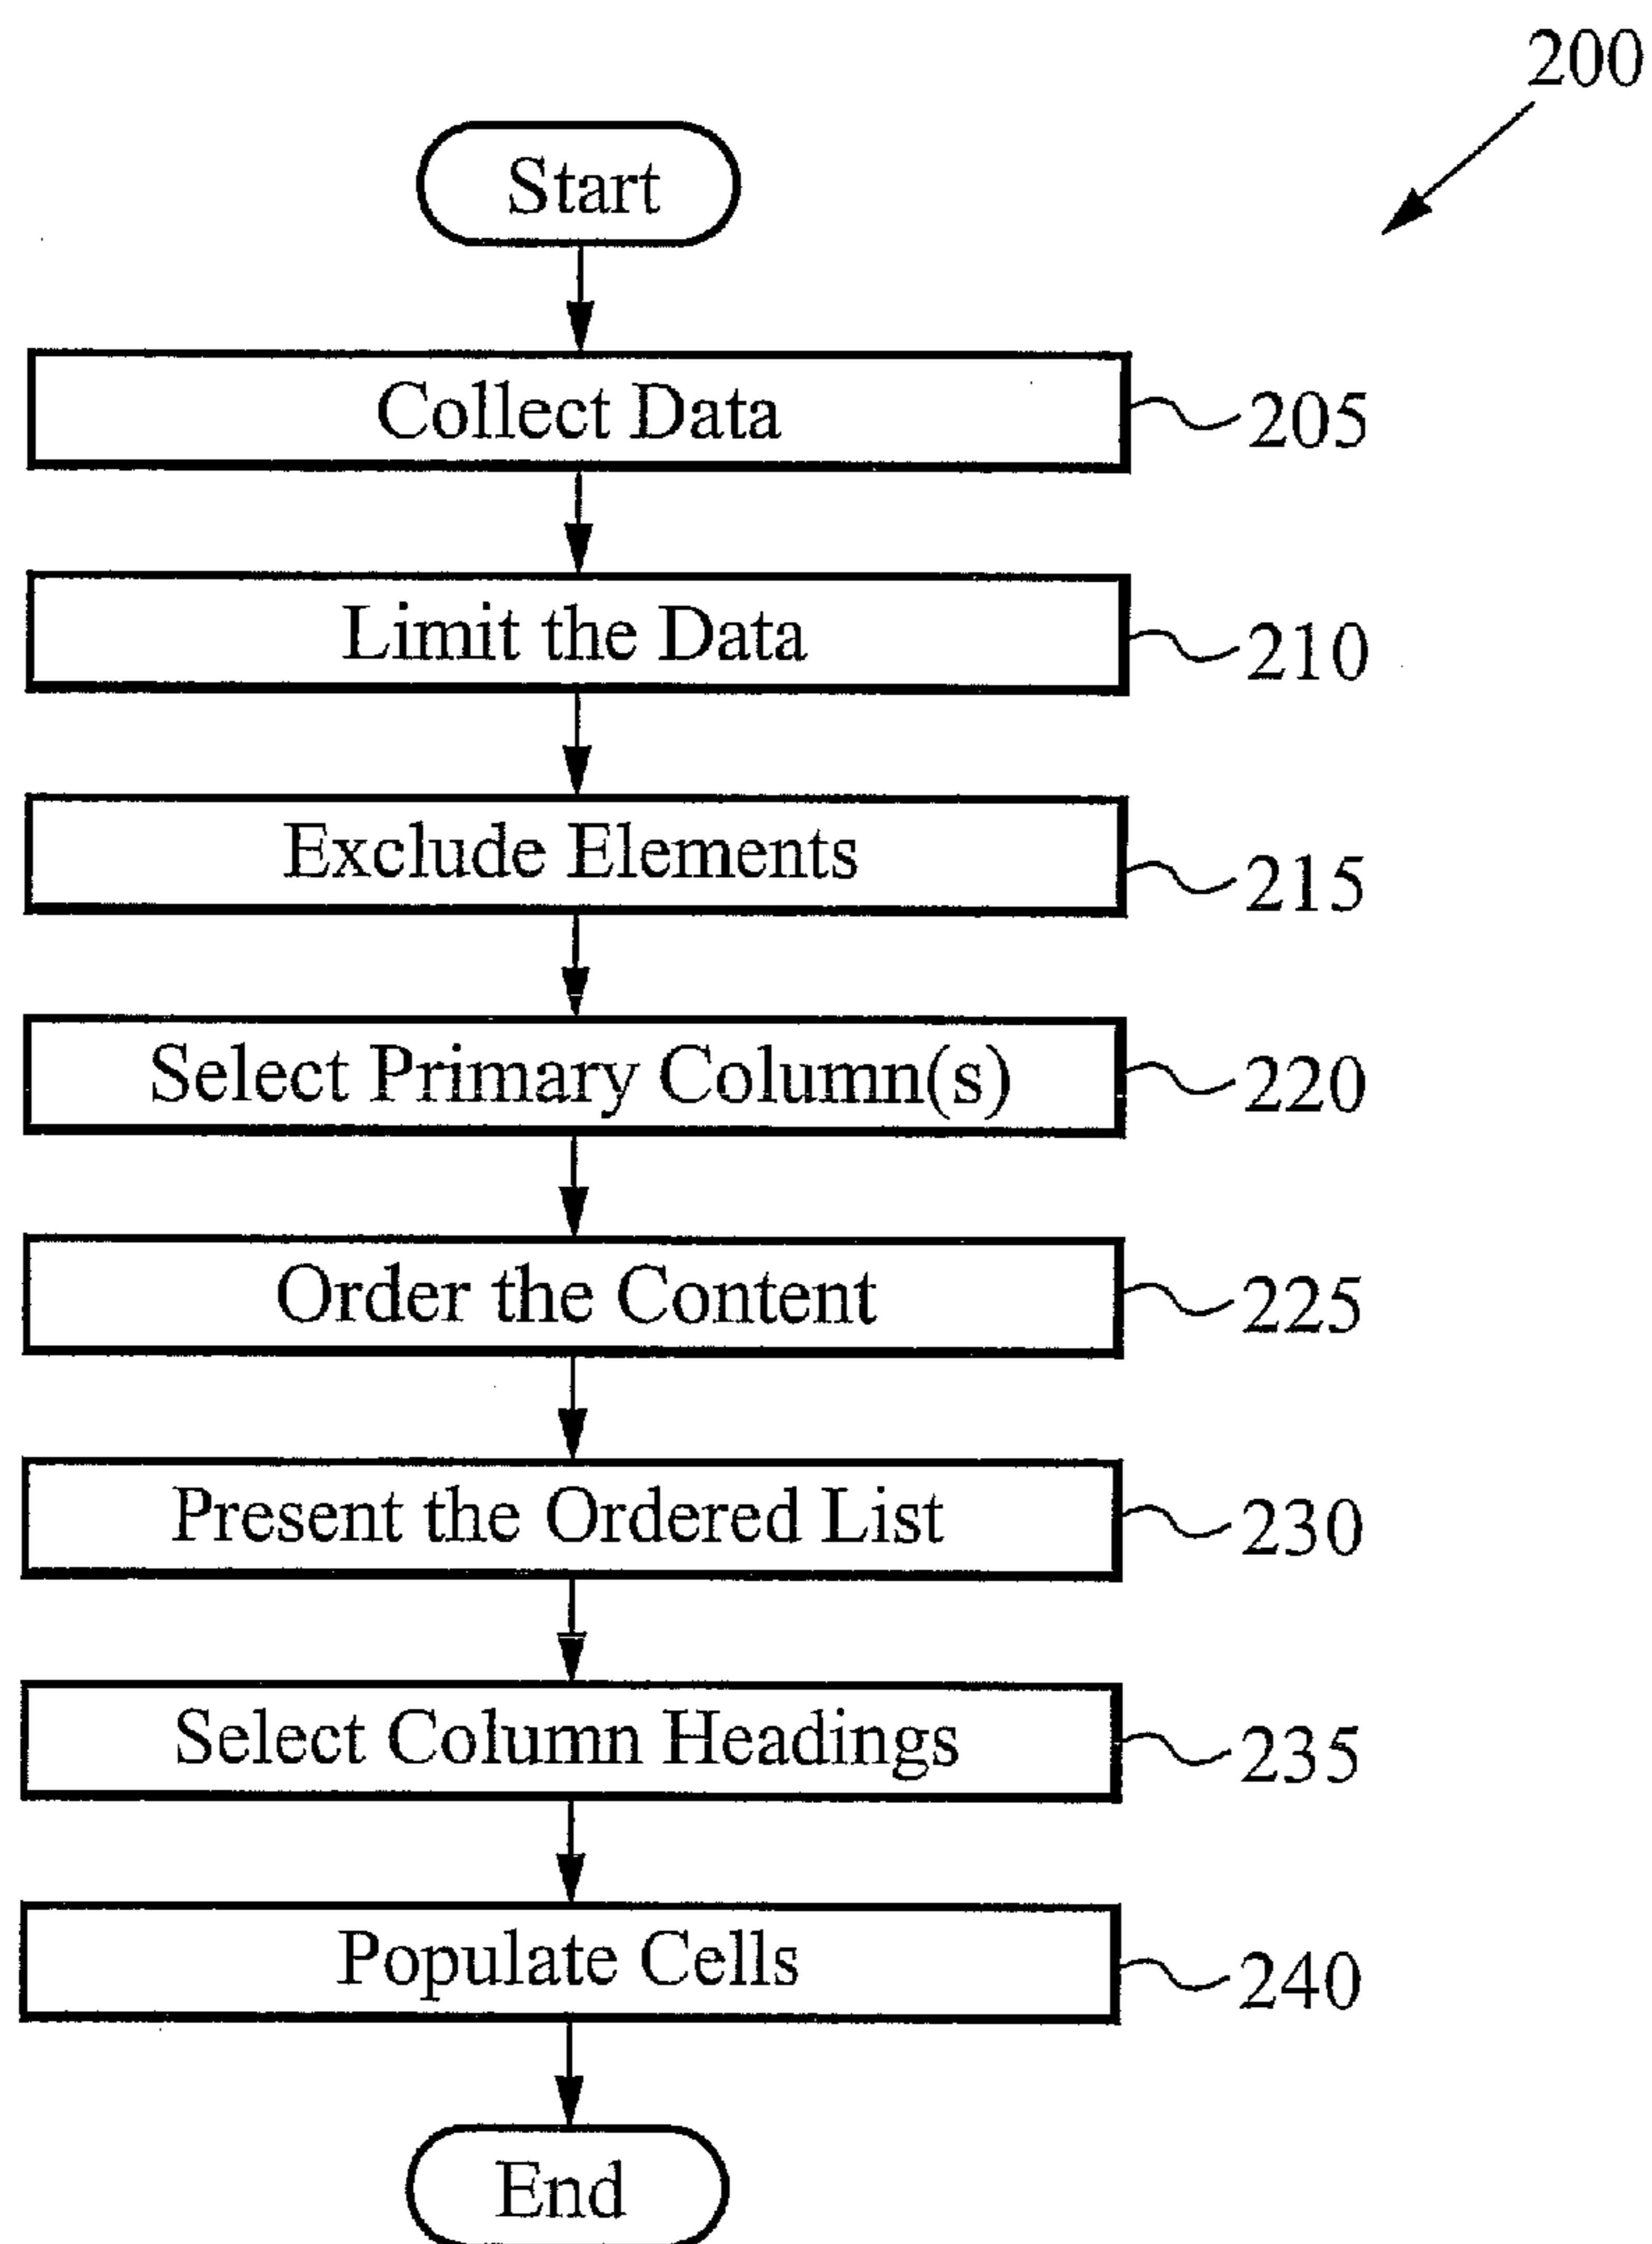 200
Start
Collect Data
205
Limit the Data
210
Exclude Elements
215
Select Primary Column(s)
220
Order the Content
225
Present the Ordered List
230
Select Column Headings
235
Populate Cells
240
End